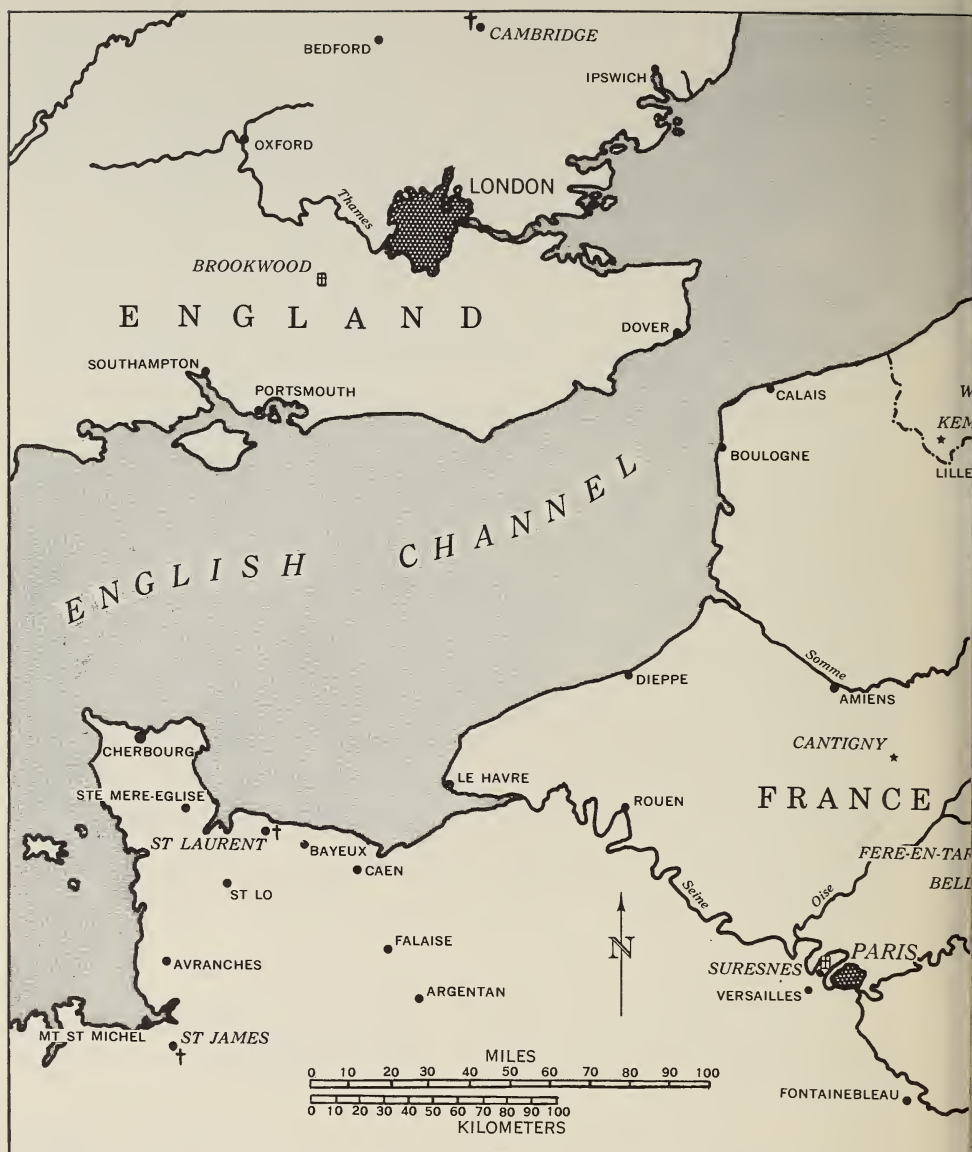 CAMBRIDGE
BEDFORD
IPSWICH
OXFORD
LONDON
Thames
BROOKWOOD
ENGLAND
DOVER
SOUTHAMPTON
PORTSMOUTH
CALAIS
W
KEM
BOULOGNE
LILLE
ENGLISH CHANNEL
Somme
DIEPPE
AMIENS
CHERBOURG
CANTIGNY
LE HAVRE
STE MERE-EGLISE
ROUEN
FRANCE
ST LAURENT
BAYEUX
FERE-EN-TAR
CAEN
BELL
ST LO
Seine
Oise
N
FALAISE
PARIS
AVRANCHES
SURESNES
ARGENTAN
VERSAILLES
MT ST MICHEL
ST JAMES
MILES
0 10 20 30 40 50 60 70 80 90 100
FONTAINEBLEAU
0 10 20 30 40 50 60 70 80 90 100
KILOMETERS